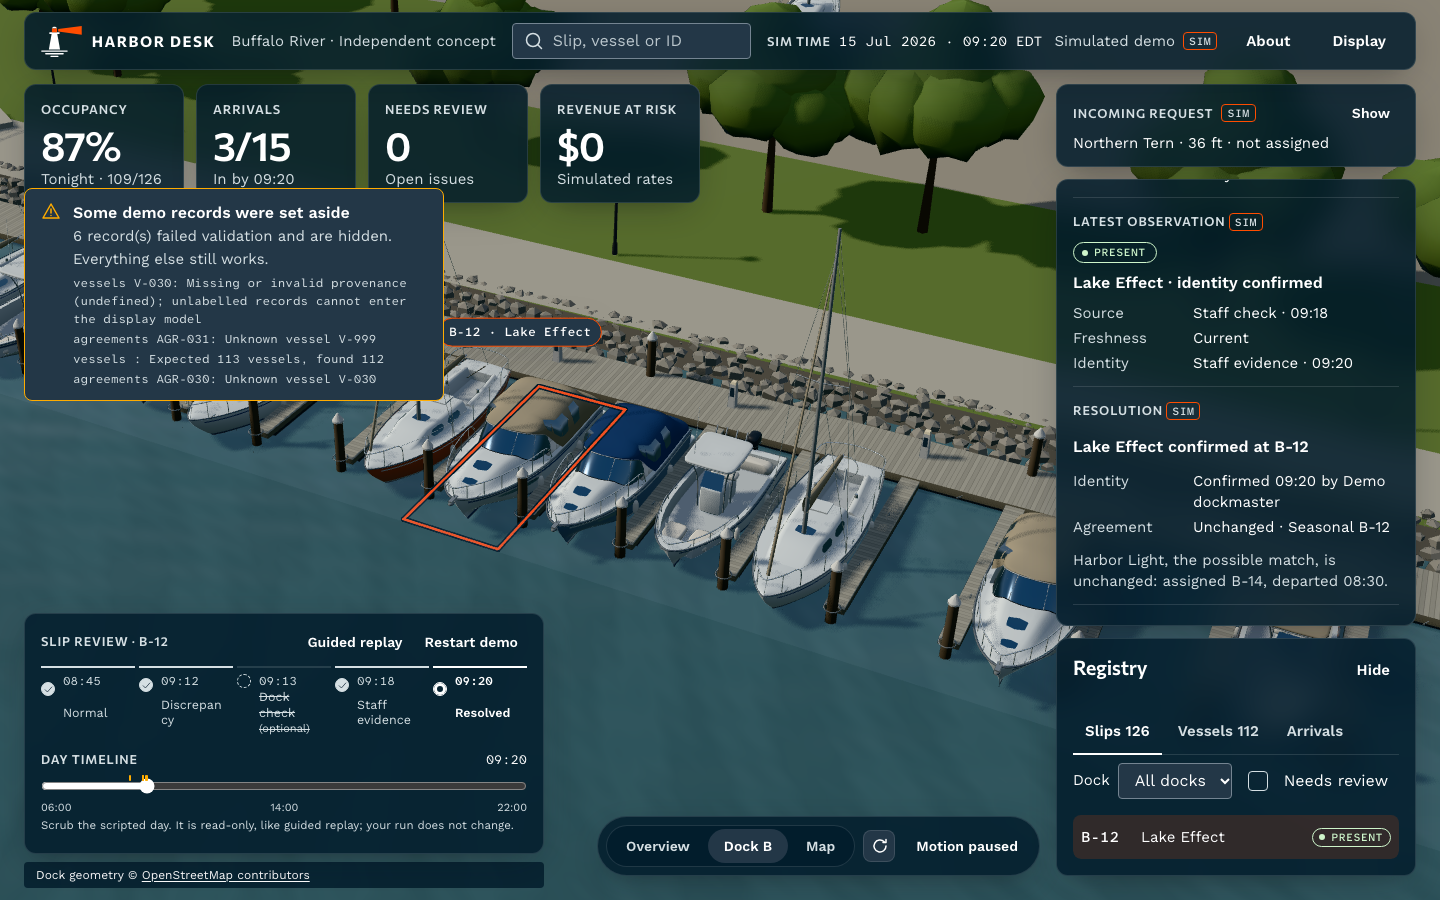 HARBOR DESK
Buffalo River · Independent concept
Slip, vessel or ID
SIM TIME 15 Jul 2026 · 09:20 EDT
Simulated demo SIM
About
Display
OCCUPANCY
87%
Tonight · 109/126
ARRIVALS
3/15
In by 09:20
NEEDS REVIEW
0
Open issues
REVENUE AT RISK
$0
Simulated rates
Some demo records were set aside
6 record(s) failed validation and are hidden.
Everything else still works.
vessels V-030: Missing or invalid provenance
(undefined); unlabelled records cannot enter
the display model
agreements AGR-031: Unknown vessel V-999
vessels : Expected 113 vessels, found 112
agreements AGR-030: Unknown vessel V-030
B-12 · Lake Effect
INCOMING REQUEST SIM
Show
Northern Tern · 36 ft · not assigned
LATEST OBSERVATION SIM
PRESENT
Lake Effect · identity confirmed
Source Staff check · 09:18
Freshness Current
Identity Staff evidence · 09:20
RESOLUTION SIM
Lake Effect confirmed at B-12
Identity Confirmed 09:20 by Demo
dockmaster
Agreement Unchanged · Seasonal B-12
Harbor Light, the possible match, is
unchanged: assigned B-14, departed 08:30.
SLIP REVIEW · B-12
Guided replay
Restart demo
08:45
Normal
09:12
Discrepan
cy
09:13
Dock
check
(optional)
09:18
Staff
evidence
09:20
Resolved
DAY TIMELINE
09:20
06:00 14:00 22:00
Scrub the scripted day. It is read-only, like guided replay; your run does not change.
Dock geometry © OpenStreetMap contributors
Overview
Dock B
Map
Motion paused
Registry
Hide
Slips 126
Vessels 112
Arrivals
Dock All docks
Needs review
B-12 Lake Effect PRESENT